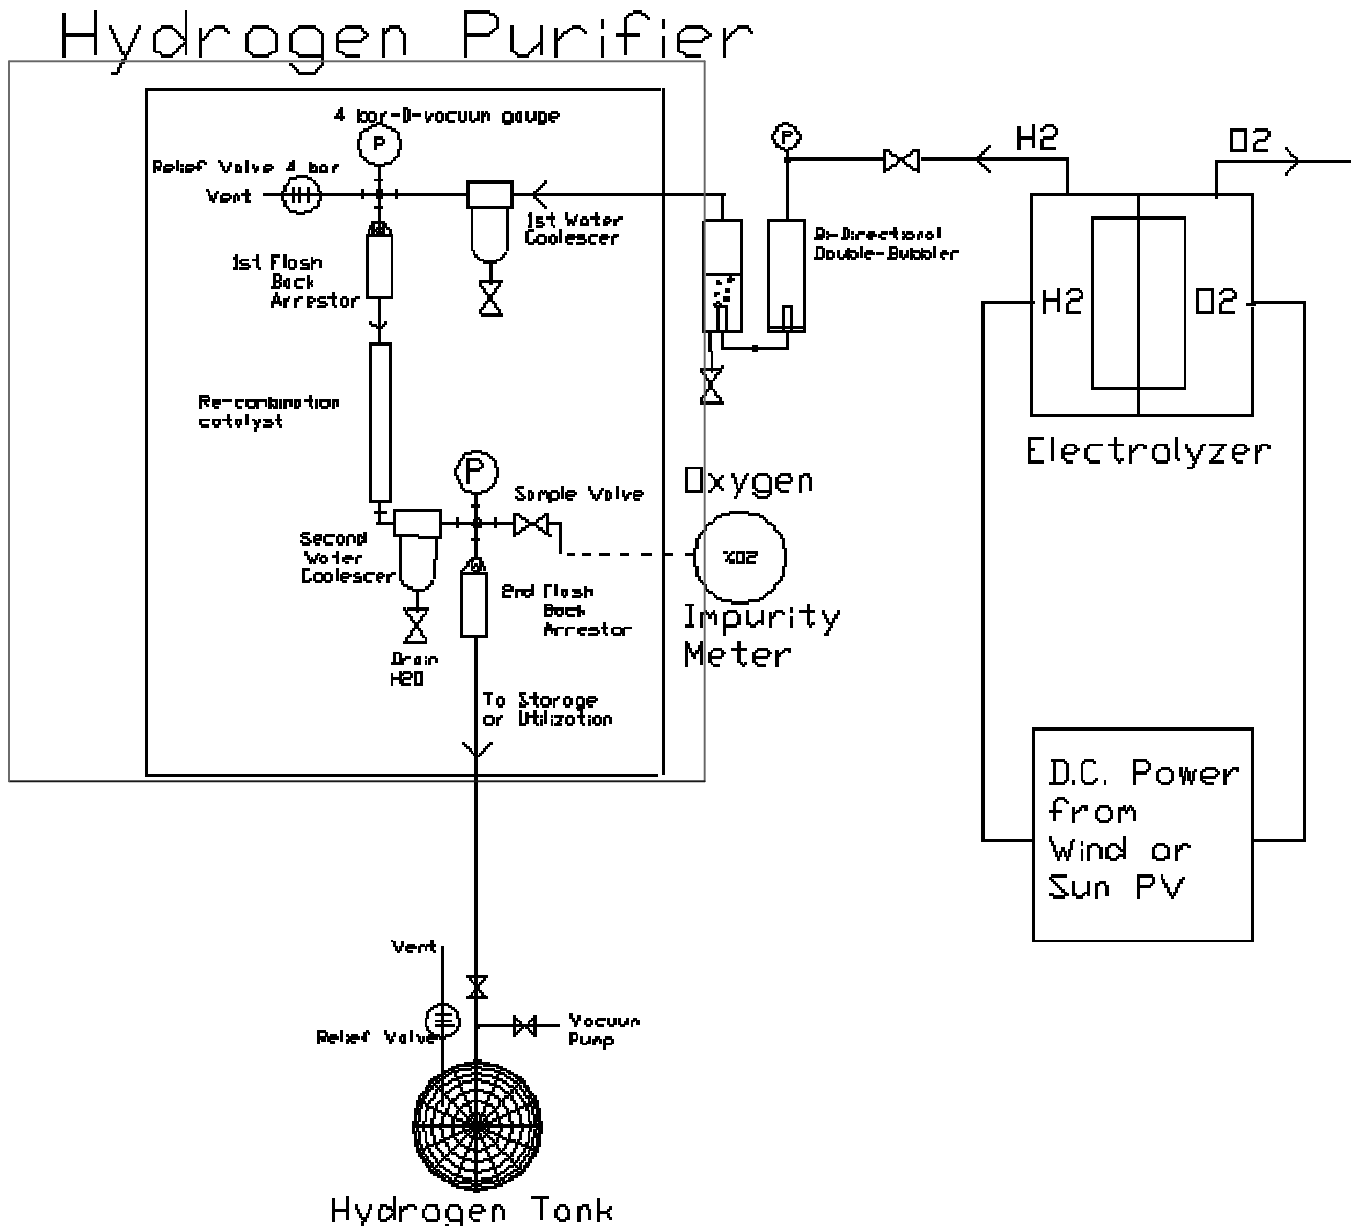 Hydrogen Purifier
4 bar-0-vacuum gauge
P
Relief Valve 4 bar
Vent
1st Water
Coolescer
1st Flash
Back
Arrestor
P
Bi-Directional
Double-Bubbler
H2
O2
H2
O2
Electralyzer
Re-combination
catalyst
P
Sample Valve
Oxygen
%O2
Impurity
Meter
Second
Water
Coolescer
2nd Flash
Back
Arrestor
Drain
H2O
To Storage
or Utilization
D.C. Power
from
Wind or
Sun PV
Vent
Relief Valve
Vacuum
Pump
Hydrogen Tank